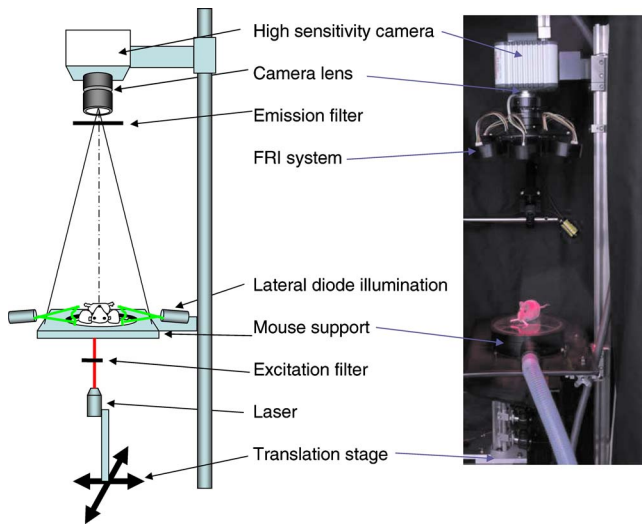 High sensitivity camera
Camera lens
Emission filter
FRI system
Lateral diode illumination
Mouse support
Excitation filter
Laser
Translation stage